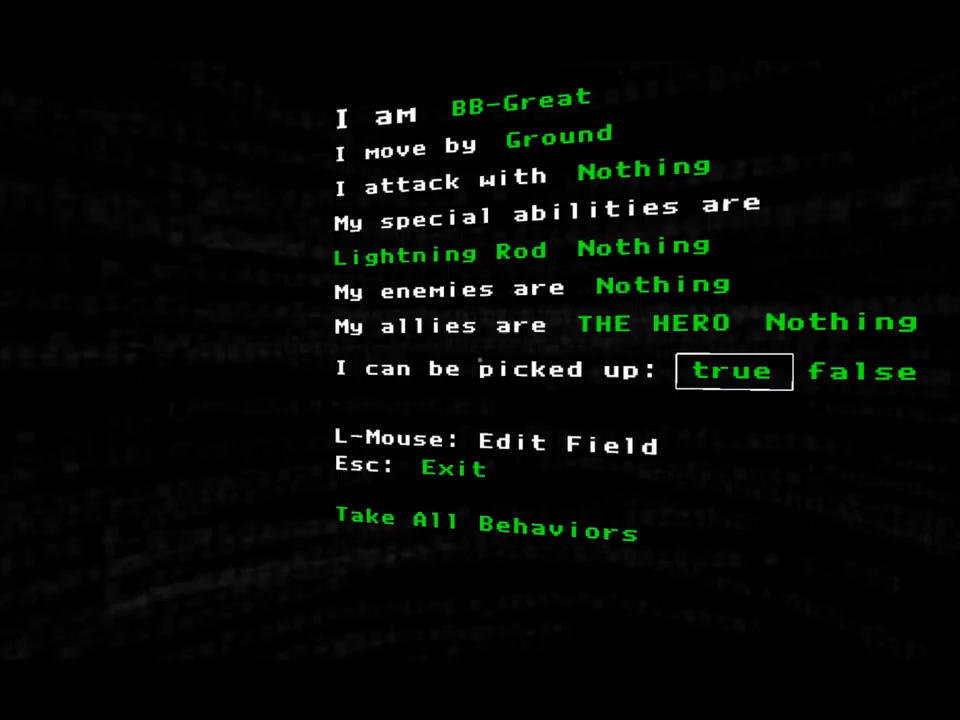 I am BB-Great
I move by Ground
I attack with Nothing
My special abilities are
Lightning Rod Nothing
My enemies are Nothing
My allies are THE HERO Nothing
I can be picked up: true false
L-Mouse: Edit Field
Esc: Exit
Take All Behaviors